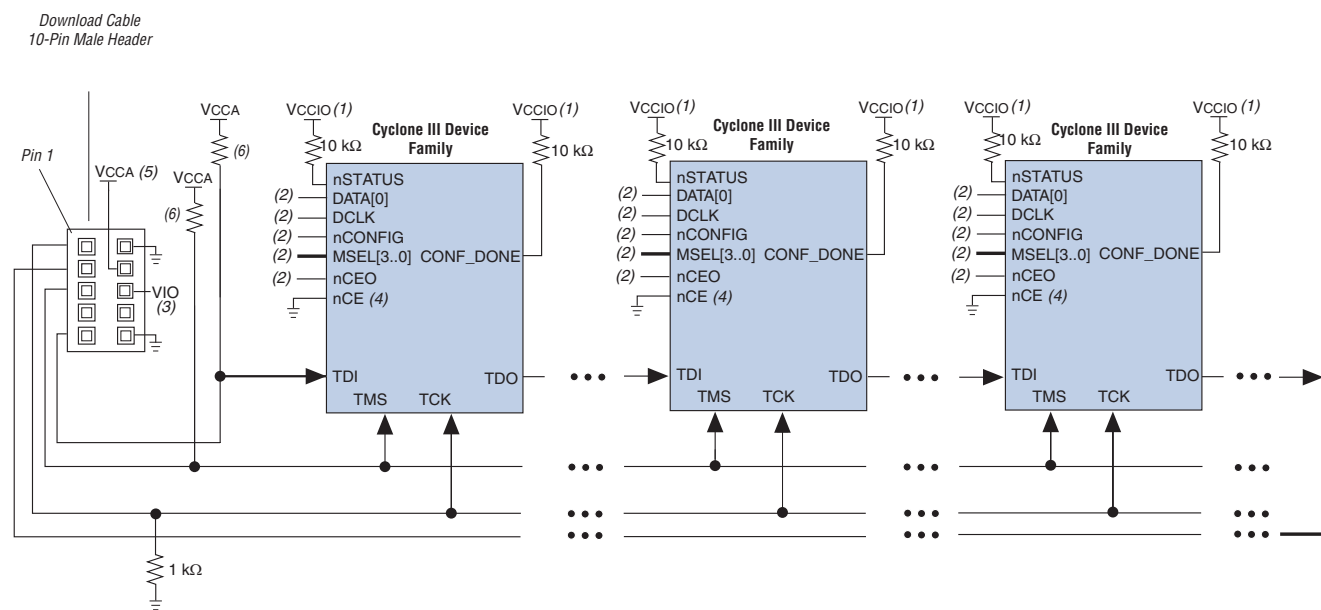 Download Cable
10-Pin Male Header
Pin 1
VCCA (5)
VCCA
(6)
VCCA
(6)
VIO
(3)
1 kΩ
VCCIO (1)
10 kΩ
Cyclone III Device
Family
VCCIO (1)
10 kΩ
nSTATUS
(2) DATA[0]
(2) DCLK
(2) nCONFIG
(2) MSEL[3..0] CONF_DONE
(2) nCEO
nCE (4)
TDI
TDO
TMS TCK
VCCIO (1)
10 kΩ
Cyclone III Device
Family
VCCIO (1)
10 kΩ
nSTATUS
(2) DATA[0]
(2) DCLK
(2) nCONFIG
(2) MSEL[3..0] CONF_DONE
(2) nCEO
nCE (4)
TDI
TDO
TMS TCK
VCCIO (1)
10 kΩ
Cyclone III Device
Family
VCCIO (1)
10 kΩ
nSTATUS
(2) DATA[0]
(2) DCLK
(2) nCONFIG
(2) MSEL[3..0] CONF_DONE
(2) nCEO
nCE (4)
TDI
TDO
TMS TCK